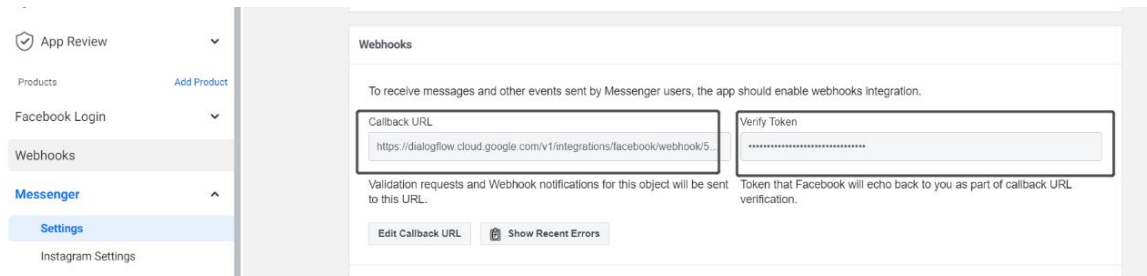 App Review
Products Add Product
Facebook Login
Webhooks
Messenger
Settings
Instagram Settings
Webhooks
To receive messages and other events sent by Messenger users, the app should enable webhooks integration.
Callback URL
https://dialogflow.cloud.google.com/v1/integrations/facebook/webhook/5...
Validation requests and Webhook notifications for this object will be sent
to this URL.
Edit Callback URL Show Recent Errors
Verify Token
••••••••••••••••••••••••••••••••
Token that Facebook will echo back to you as part of callback URL
verification.